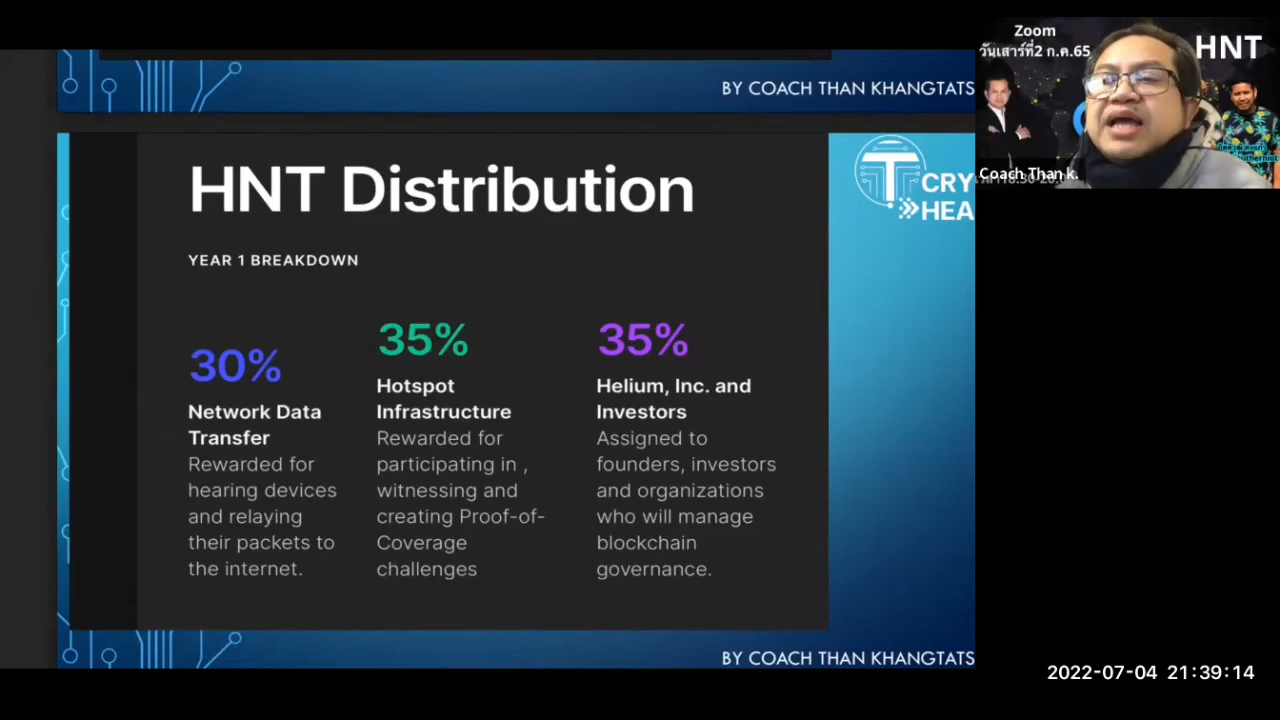 BY COACH THAN KHANGTATS
HNT Distribution
YEAR 1 BREAKDOWN
30%
Network Data
Transfer
Rewarded for
hearing devices
and relaying
their packets to
the internet.
35%
Hotspot
Infrastructure
Rewarded for
participating in ,
witnessing and
creating Proof-of-
Coverage
challenges
35%
Helium, Inc. and
Investors
Assigned to
founders, investors
and organizations
who will manage
blockchain
governance.
CRY
HEA
BY COACH THAN KHANGTATS
Zoom
วันเสาร์ที่2 ก.ค.65
HNT
Coach Than k.
2022-07-04 21:39:14